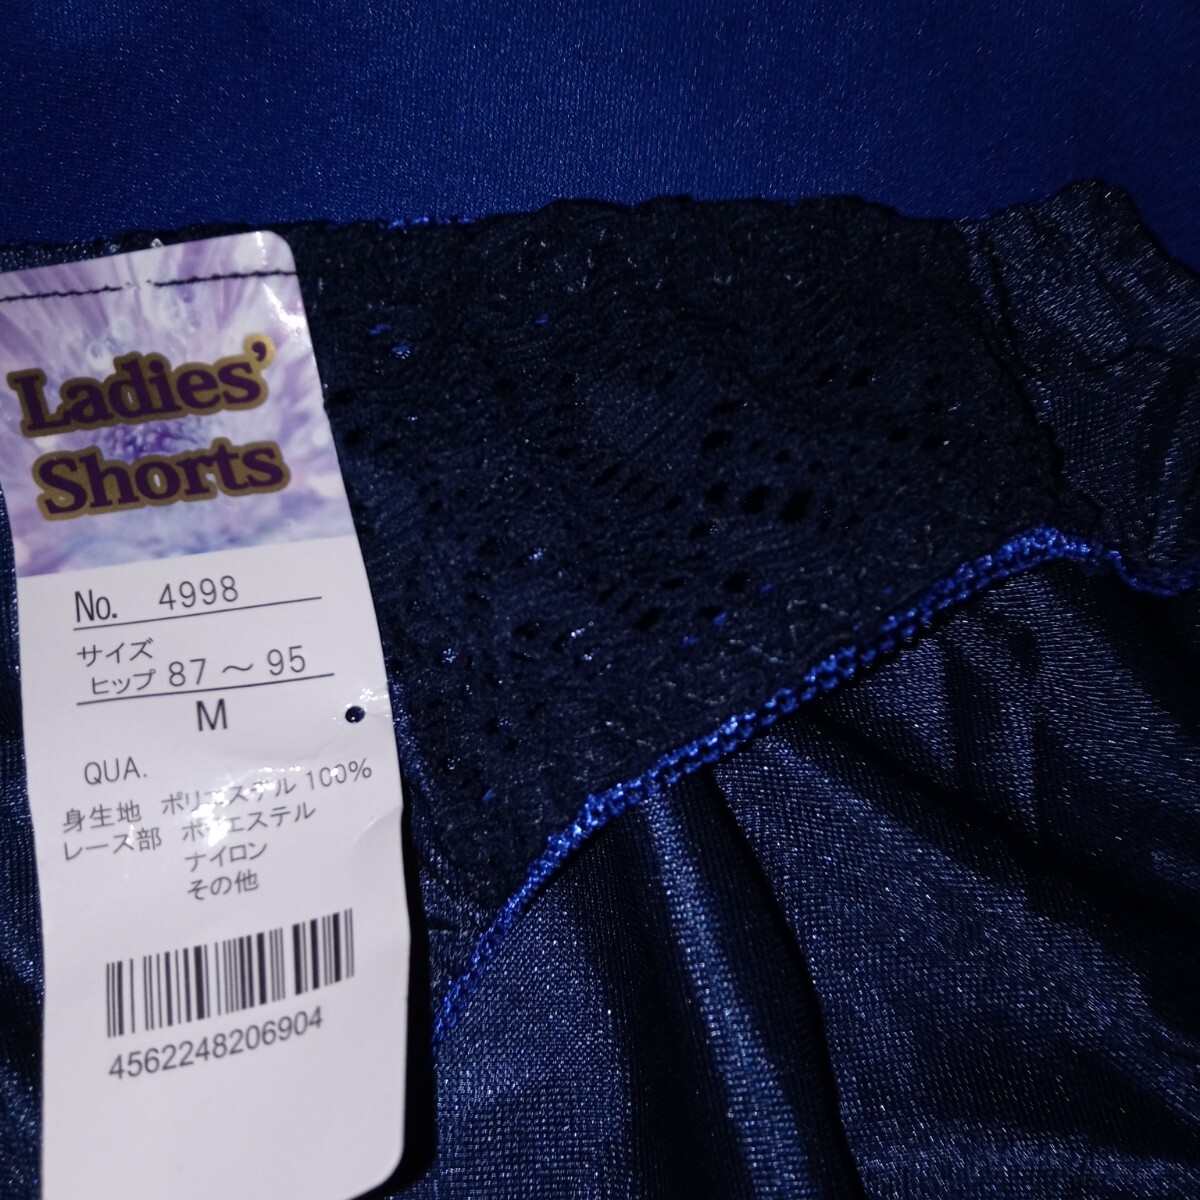 Ladies'
Shorts
No. 4998
サイズ
ヒップ 87 ～ 95
M
QUA.
身生地 ポリエステル 100%
レース部 ポリエステル
ナイロン
その他
4562248206904